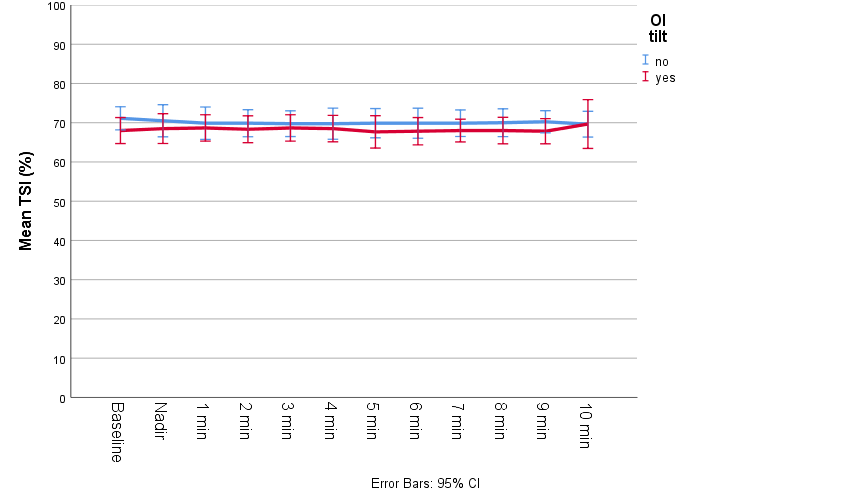 OI
tilt
no
yes
Mean TSI (%)
100
90
80
70
60
50
40
30
20
10
0
Baseline
Nadir
1 min
2 min
3 min
4 min
5 min
6 min
7 min
8 min
9 min
10 min
Error Bars: 95% CI